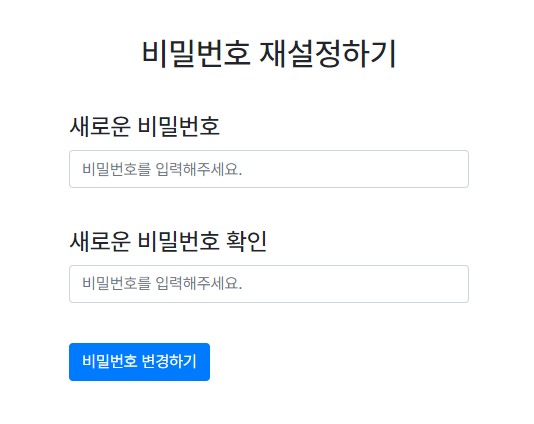 비밀번호 재설정하기
새로운 비밀번호
비밀번호를 입력해주세요.
새로운 비밀번호 확인
비밀번호를 입력해주세요.
비밀번호 변경하기